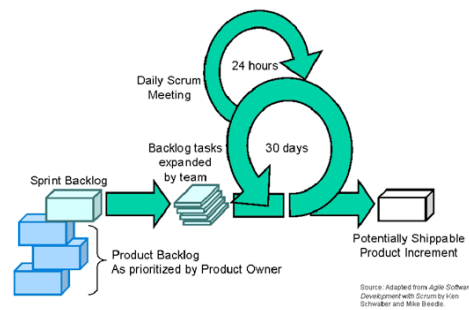 24 hours
Daily Scrum
Meeting
Backlog tasks
expanded
by team
30 days
Sprint Backlog
Product Backlog
As prioritized by Product Owner
Potentially Shippable
Product Increment
Source: Adapted from Agile Software
Development with Scrum by Ken
Schwaber and Mike Beedle.